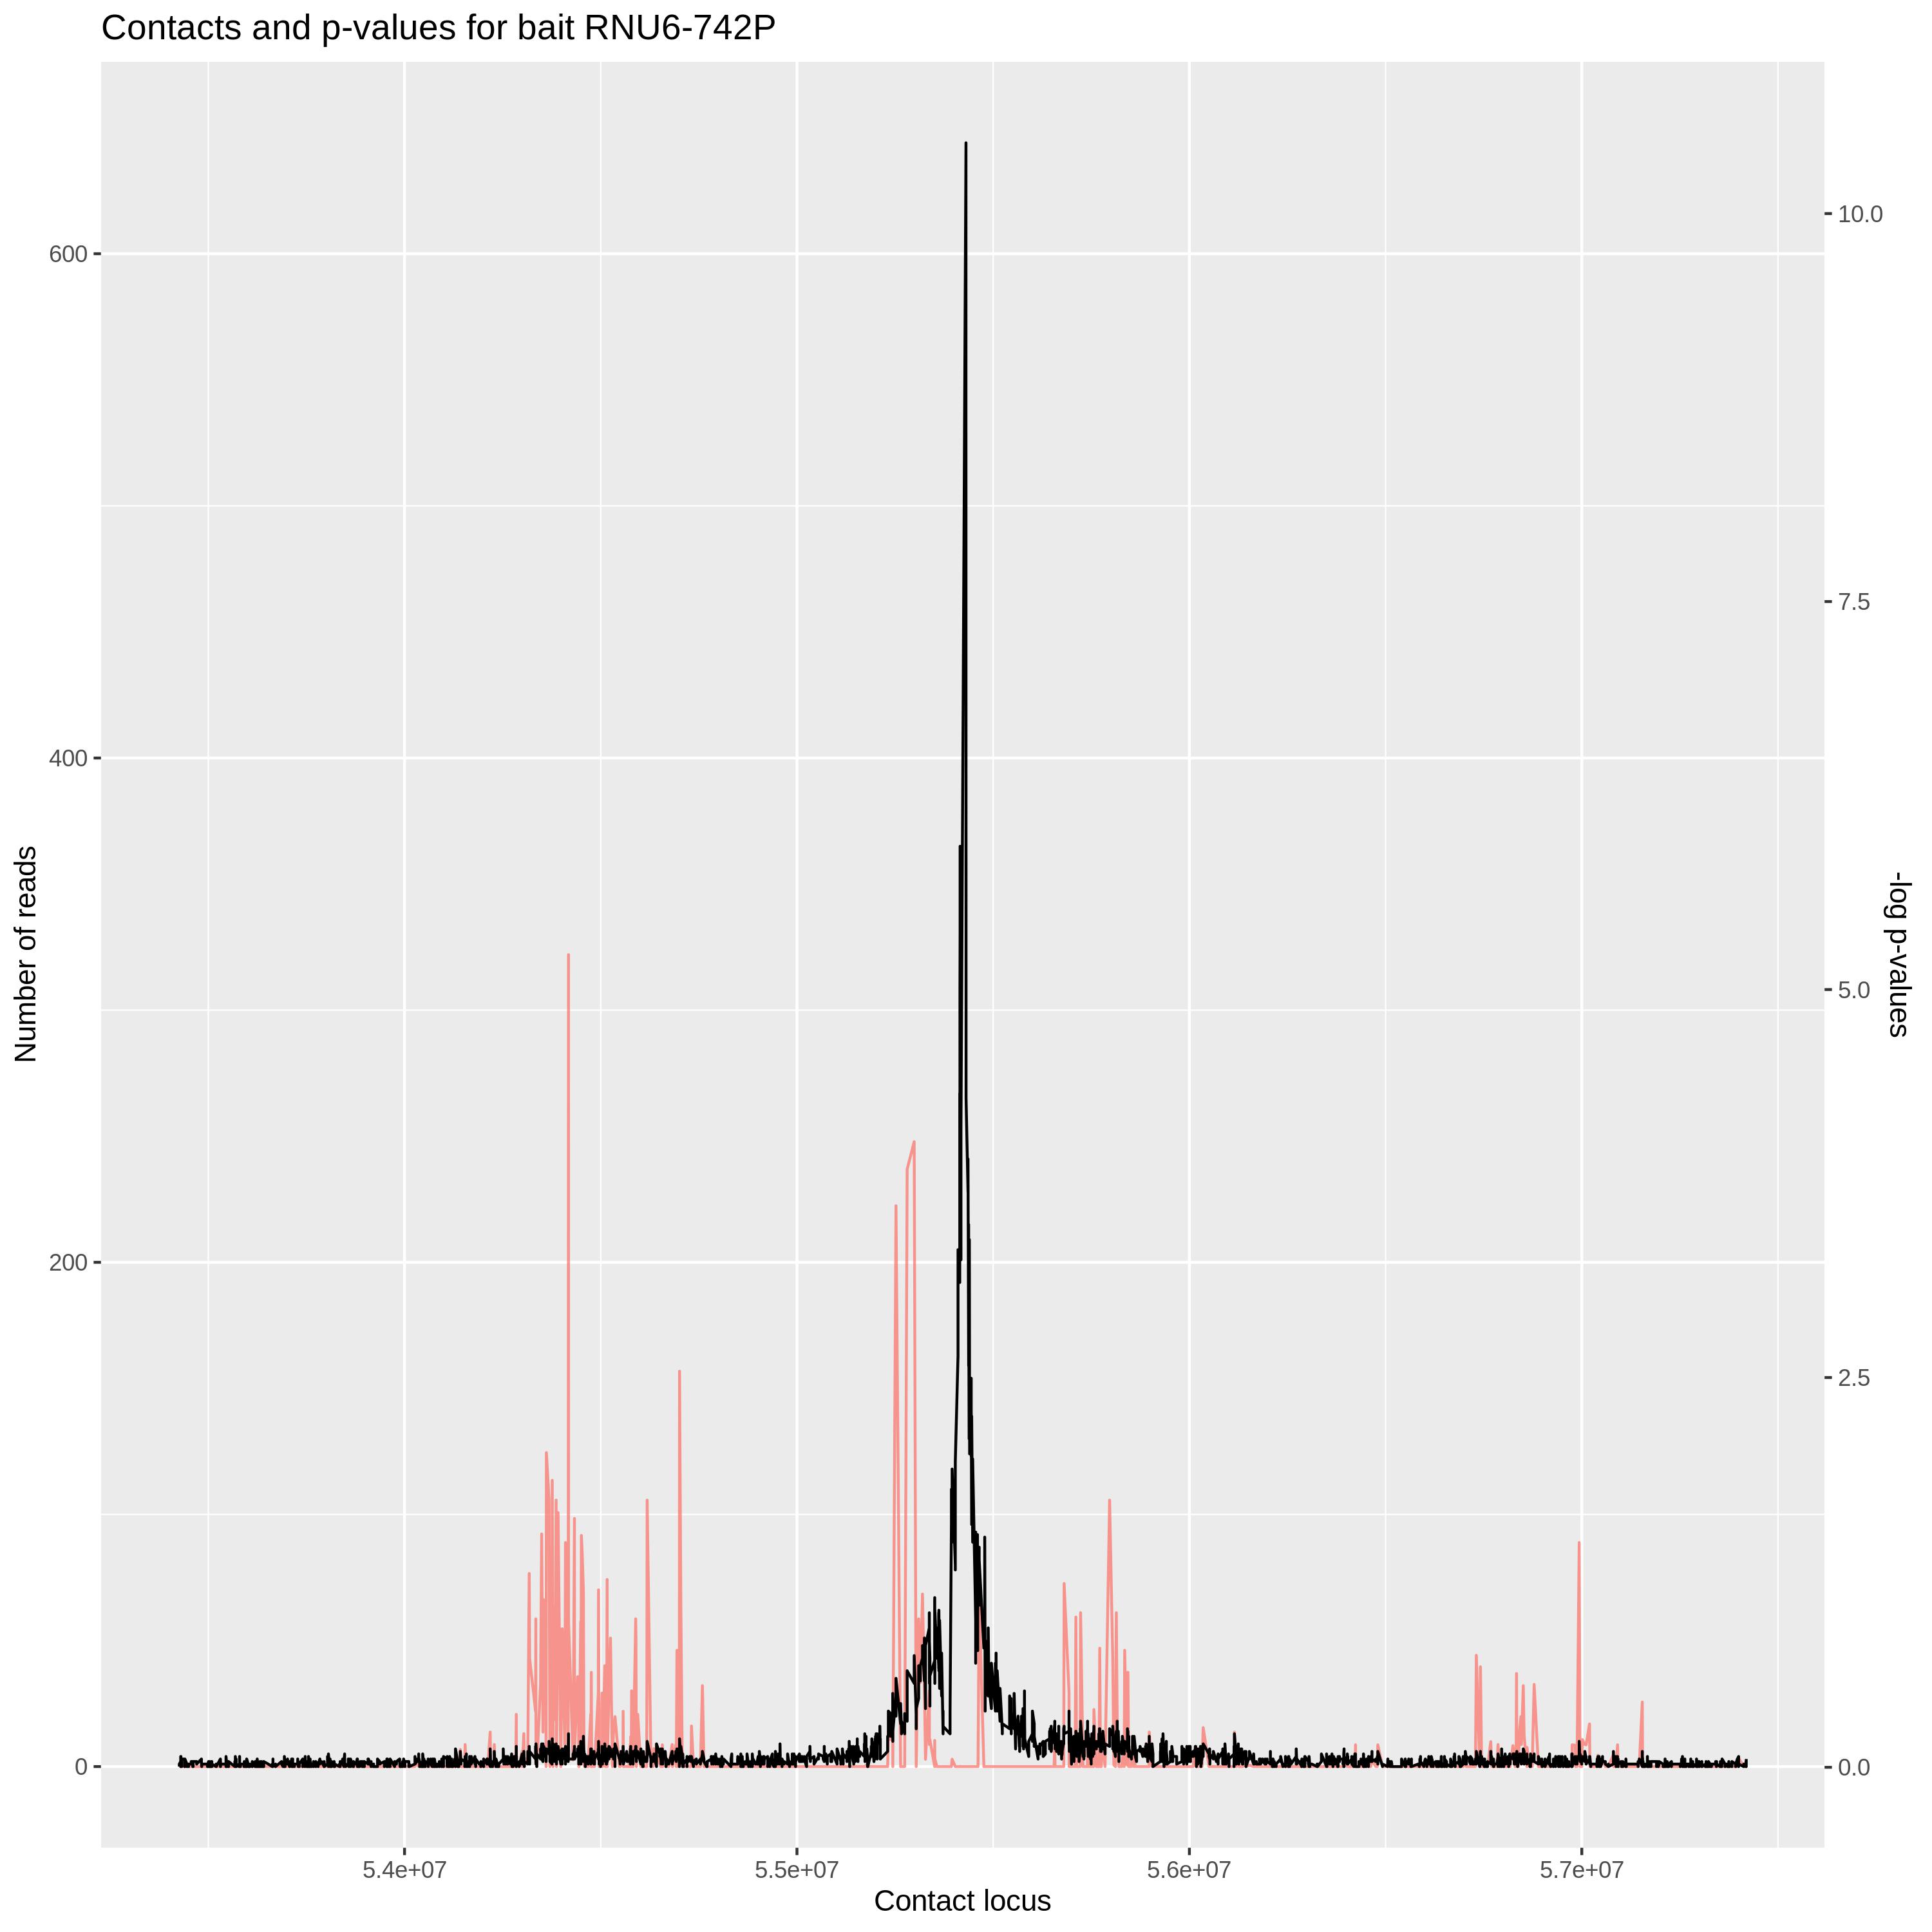 Contacts and p-values for bait RNU6-742P
600
400
200
0
10.0
7.5
5.0
2.5
0.0
Number of reads
-log p-values
5.4e+07
5.5e+07
5.6e+07
5.7e+07
Contact locus